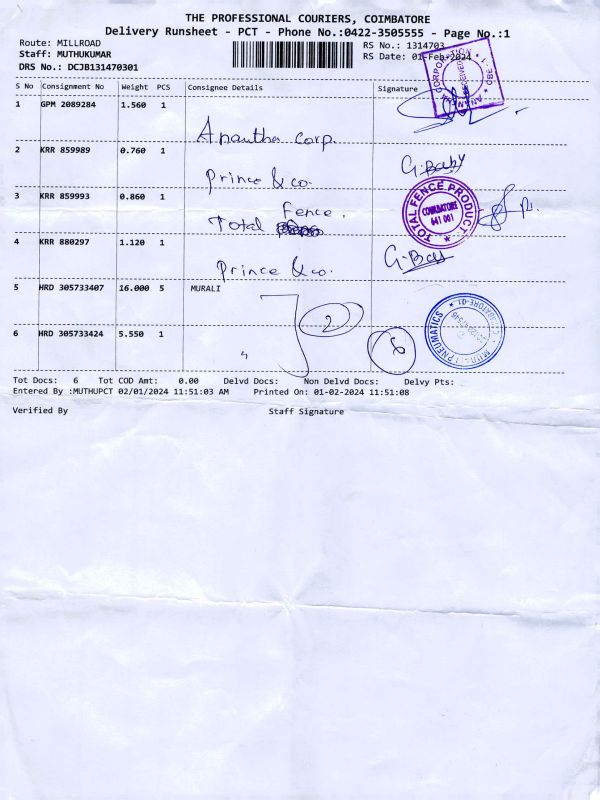 THE PROFESSIONAL COURIERS, COIMBATORE
Delivery Runsheet - PCT - Phone No.:0422-3505555 - Page No.:1
Route: MILLROAD
RS No.: 1314703
Staff: MUTHUKUMAR
RS Date: 01-Feb-2024
DRS No.: DCJB131470301
S No Consignment No Weight PCS Consignee Details Signature
1 GPM 2089284 1.560 1
Anantha Corp.
2 KRR 859989 0.760 1
Prince & co. G. Baby
3 KRR 859993 0.860 1
Fence.
Total
TOTAL FENCE PRODUCT
COIMBATORE
641 001
4 KRR 880297 1.120 1
Prince & co.
5 HRD 305733407 16.000 5 MURALI
2
6 HRD 305733424 5.550 1
"
6
PNEUMATICS
Tot Docs: 6 Tot COD Amt: 0.00 Delvd Docs: Non Delvd Docs: Delvy Pts:
Entered By :MUTHUPCT 02/01/2024 11:51:03 AM Printed On: 01-02-2024 11:51:08
Verified By Staff Signature